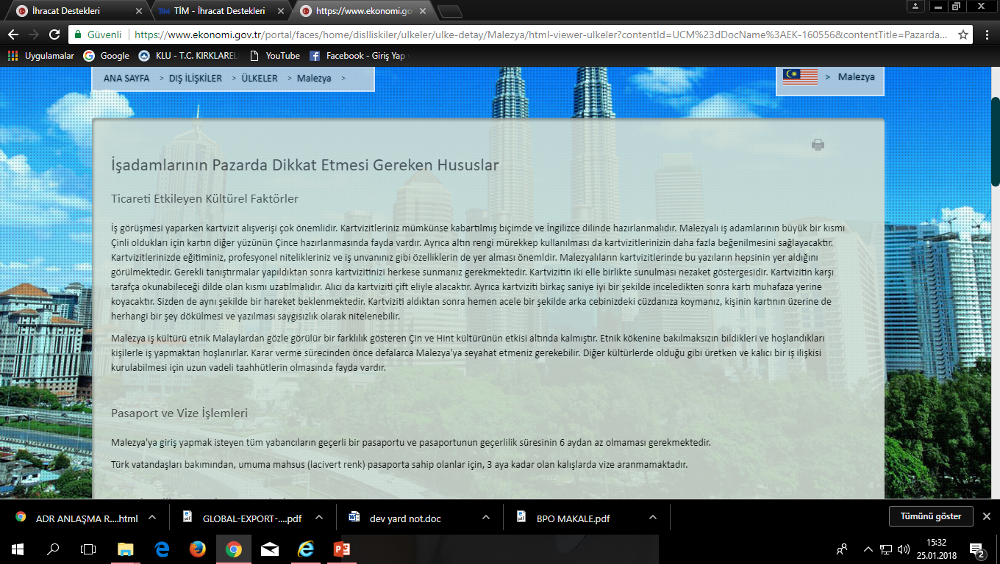 İhracat Destekleri
TİM TİM - İhracat Destekleri
https://www.ekonomi.go
Güvenli
https://www.ekonomi.gov.tr/portal/faces/home/disIliskiler/ulkeler/ulke-detay/Malezya/html-viewer-ulkeler?contentId=UCM%23dDocName%3AEK-160556&contentTitle=Pazarda...
Uygulamalar Google KLU - T.C. KIRKLARELİ YouTube Facebook - Giriş Yap
ANA SAYFA > DIŞ İLİŞKİLER > ÜLKELER > Malezya >
> Malezya
İşadamlarının Pazarda Dikkat Etmesi Gereken Hususlar
Ticareti Etkileyen Kültürel Faktörler
İş görüşmesi yaparken kartvizit alışverişi çok önemlidir. Kartvizitleriniz mümkünse kabartılmış biçimde ve İngilizce dilinde hazırlanmalıdır. Malezyalı iş adamlarının büyük bir kısmı
Çinli oldukları için kartın diğer yüzünün Çince hazırlanmasında fayda vardır. Ayrıca altın rengi mürekkep kullanılması da kartvizitlerinizin daha fazla beğenilmesini sağlayacaktır.
Kartvizitlerinizde eğitiminiz, profesyonel nitelikleriniz ve iş unvanınız gibi özelliklerin de yer alması önemldir. Malezyalıların kartvizitlerinde bu yazıların hepsinin yer aldığını
görülmektedir. Gerekli tanıştırmalar yapıldıktan sonra kartvizitinizi herkese sunmanız gerekmektedir. Kartvizitin iki elle birlikte sunulması nezaket göstergesidir. Kartvizitin karşı
tarafça okunabileceği dilde olan kısmı uzatılmalıdır. Alıcı da kartviziti çift eliyle alacaktır. Ayrıca kartviziti birkaç saniye iyi bir şekilde inceledikten sonra kartı muhafaza yerine
koyacaktır. Sizden de aynı şekilde bir hareket beklenmektedir. Kartviziti aldıktan sonra hemen acele bir şekilde arka cebinizdeki cüzdanıza koymanız, kişinin kartının üzerine de
herhangi bir şey dökülmesi ve yazılması saygısızlık olarak nitelenebilir.
Malezya iş kültürü etnik Malaylardan gözle görülür bir farklılık gösteren Çin ve Hint kültürünün etkisi altında kalmıştır. Etnik kökenine bakılmaksızın bildikleri ve hoşlandıkları
kişilerle iş yapmaktan hoşlanırlar. Karar verme sürecinden önce defalarca Malezya'ya seyahat etmeniz gerekebilir. Diğer kültürlerde olduğu gibi üretken ve kalıcı bir iş ilişkisi
kurulabilmesi için uzun vadeli taahhütlerin olmasında fayda vardır.
Pasaport ve Vize İşlemleri
Malezya'ya giriş yapmak isteyen tüm yabancıların geçerli bir pasaportu ve pasaportunun geçerlilik süresinin 6 aydan az olmaması gerekmektedir.
Türk vatandaşları bakımından, umuma mahsus (lacivert renk) pasaporta sahip olanlar için, 3 aya kadar olan kalışlarda vize aranmamaktadır.
ADR ANLAŞMA R....html GLOBAL-EXPORT-....pdf dev yard not.doc BPO MAKALE.pdf Tümünü göster
15:32
25.01.2018
2